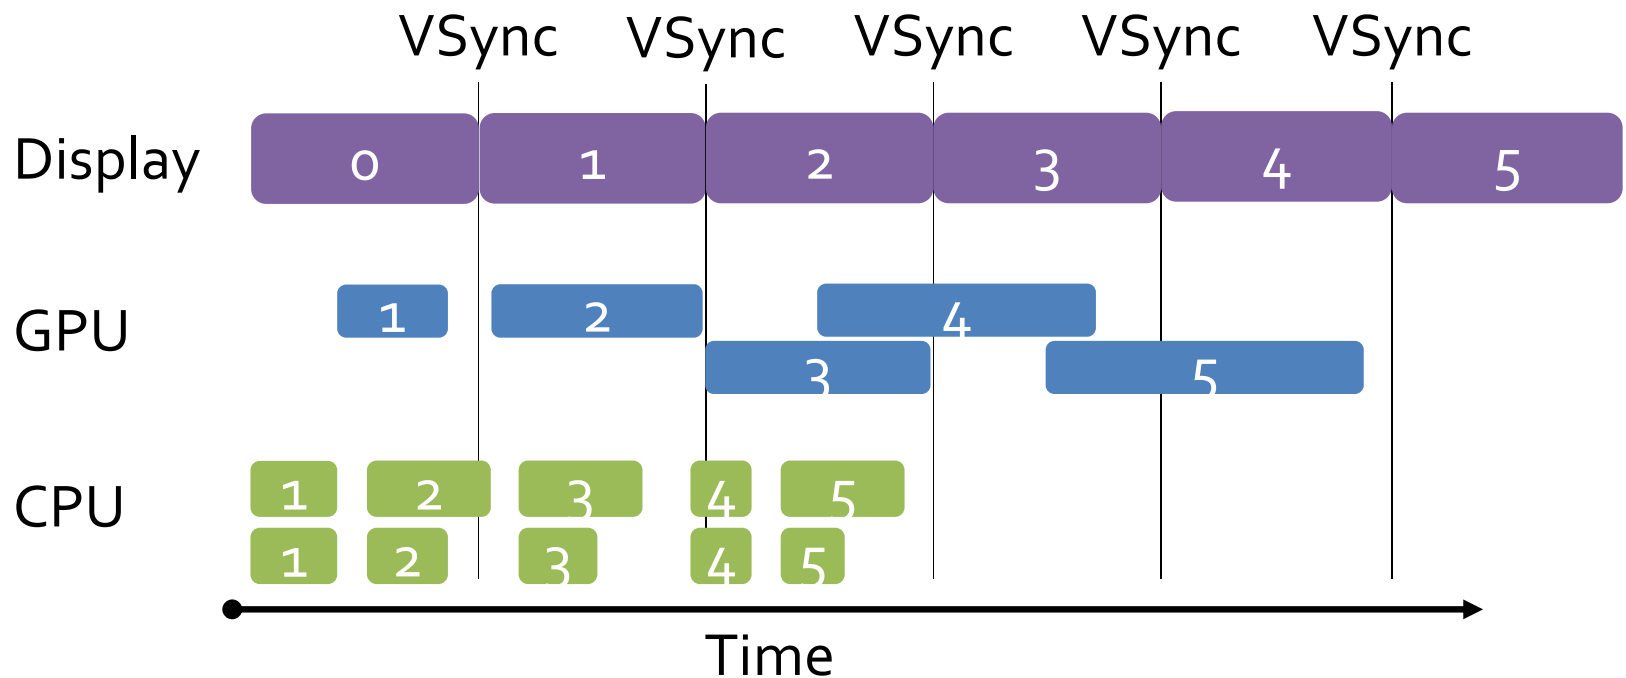 VSync VSync VSync VSync VSync
Display 0 1 2 3 4 5
GPU 1 2 4
3 5
CPU 1 2 3 4 5
1 2 3 4 5
Time